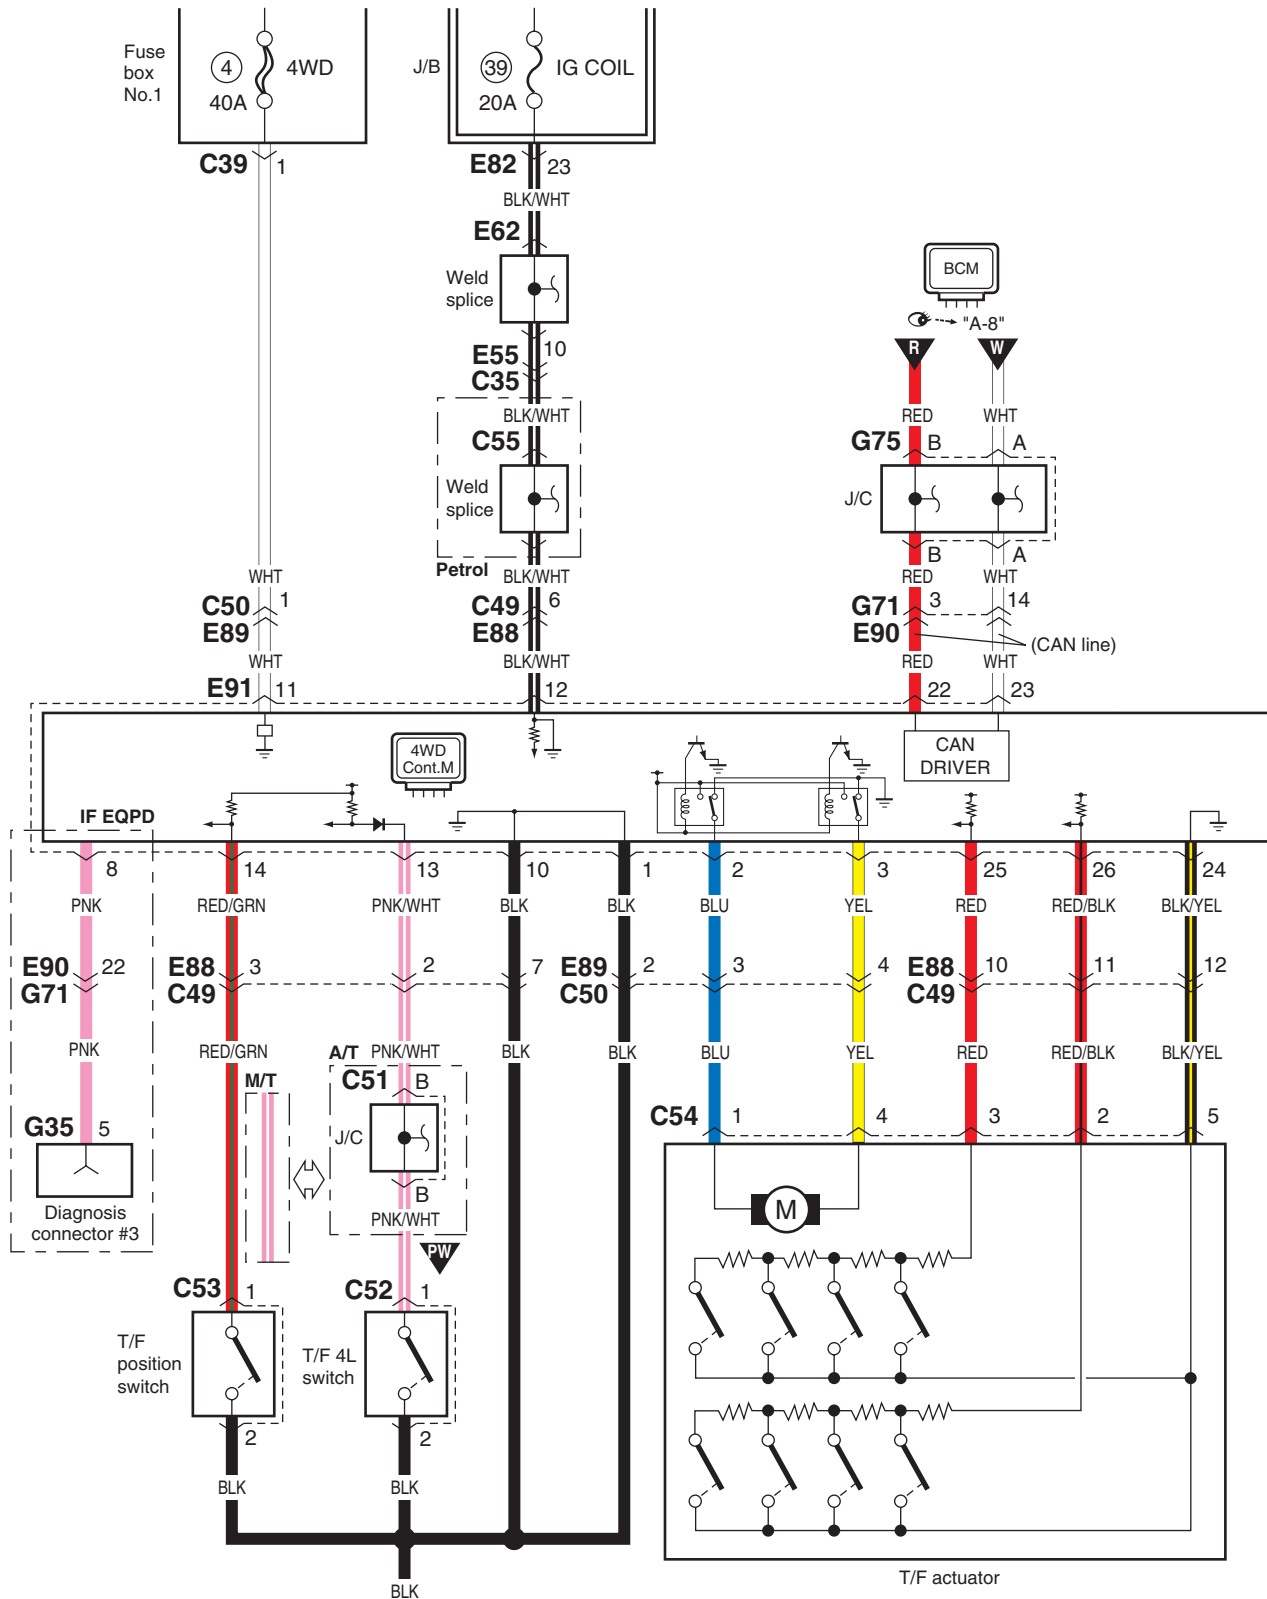 Fuse
box
No.1
4
4WD
40A
J/B
39
IG COIL
20A
C39 1
E82 23
BLK/WHT
E62
Weld
splice
10
E55
C35
BLK/WHT
C55
Weld
splice
Petrol
BLK/WHT
BCM
"A-8"
R W
RED WHT
G75 B A
J/C
B A
RED WHT
WHT
C50 1
E89
C49 6
E88
G71 3 14
E90
(CAN line)
WHT
BLK/WHT
RED WHT
E91 11 12 22 23
4WD
Cont.M
CAN
DRIVER
IF EQPD
8 14 13 10 1 2 3 25 26 24
PNK RED/GRN PNK/WHT BLK BLK BLU YEL RED RED/BLK BLK/YEL
E90 22
G71
E88 3 2 7
C49
E89 2 3 4
C50
E88 10 11 12
C49
PNK RED/GRN A/T PNK/WHT BLK BLK BLU YEL RED RED/BLK BLK/YEL
M/T
C51 B
J/C
B
PNK/WHT
PW
G35 5
Diagnosis
connector #3
C54 1 4 3 2 5
M
C53 1
C52 1
T/F
position
switch
T/F 4L
switch
2 2
BLK BLK
BLK
T/F actuator